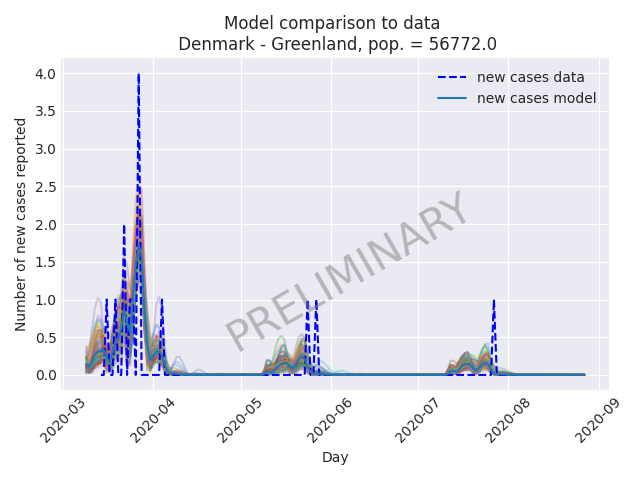 Model comparison to data
Denmark - Greenland, pop. = 56772.0
new cases data
new cases model
4.0
3.5
3.0
2.5
2.0
1.5
1.0
0.5
0.0
Number of new cases reported
PRELIMINARY
2020-03
2020-04
2020-05
2020-06
2020-07
2020-08
2020-09
Day